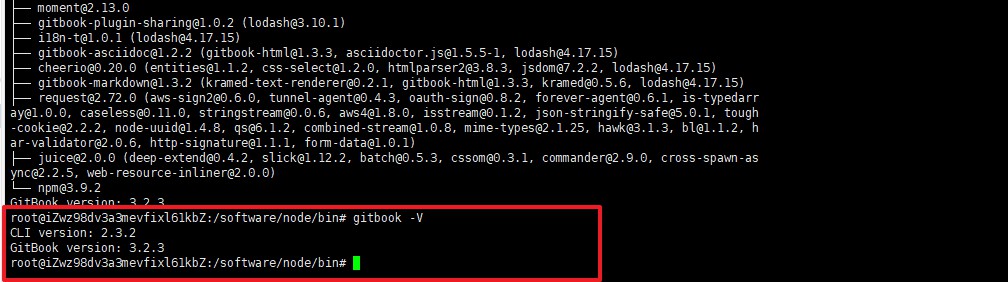 ├── moment@2.13.0
├── gitbook-plugin-sharing@1.0.2 (lodash@3.10.1)
├── i18n-t@1.0.1 (lodash@4.17.15)
├── gitbook-asciidoc@1.2.2 (gitbook-html@1.3.3, asciidoctor.js@1.5.5-1, lodash@4.17.15)
├── cheerio@0.20.0 (entities@1.1.2, css-select@1.2.0, htmlparser2@3.8.3, jsdom@7.2.2, lodash@4.17.15)
├── gitbook-markdown@1.3.2 (kramed-text-renderer@0.2.1, gitbook-html@1.3.3, kramed@0.5.6, lodash@4.17.15)
├── request@2.72.0 (aws-sign2@0.6.0, tunnel-agent@0.4.3, oauth-sign@0.8.2, forever-agent@0.6.1, is-typedarr
ay@1.0.0, caseless@0.11.0, stringstream@0.0.6, aws4@1.8.0, isstream@0.1.2, json-stringify-safe@5.0.1, tough
-cookie@2.2.2, node-uuid@1.4.8, qs@6.1.2, combined-stream@1.0.8, mime-types@2.1.25, hawk@3.1.3, bl@1.1.2, h
ar-validator@2.0.6, http-signature@1.1.1, form-data@1.0.1)
├── juice@2.0.0 (deep-extend@0.4.2, slick@1.12.2, batch@0.5.3, cssom@0.3.1, commander@2.9.0, cross-spawn-as
ync@2.2.5, web-resource-inliner@2.0.0)
└── npm@3.9.2
GitBook version: 3.2.3
root@iZwz98dv3a3mevfixl61kbZ:/software/node/bin# gitbook -V
CLI version: 2.3.2
GitBook version: 3.2.3
root@iZwz98dv3a3mevfixl61kbZ:/software/node/bin#